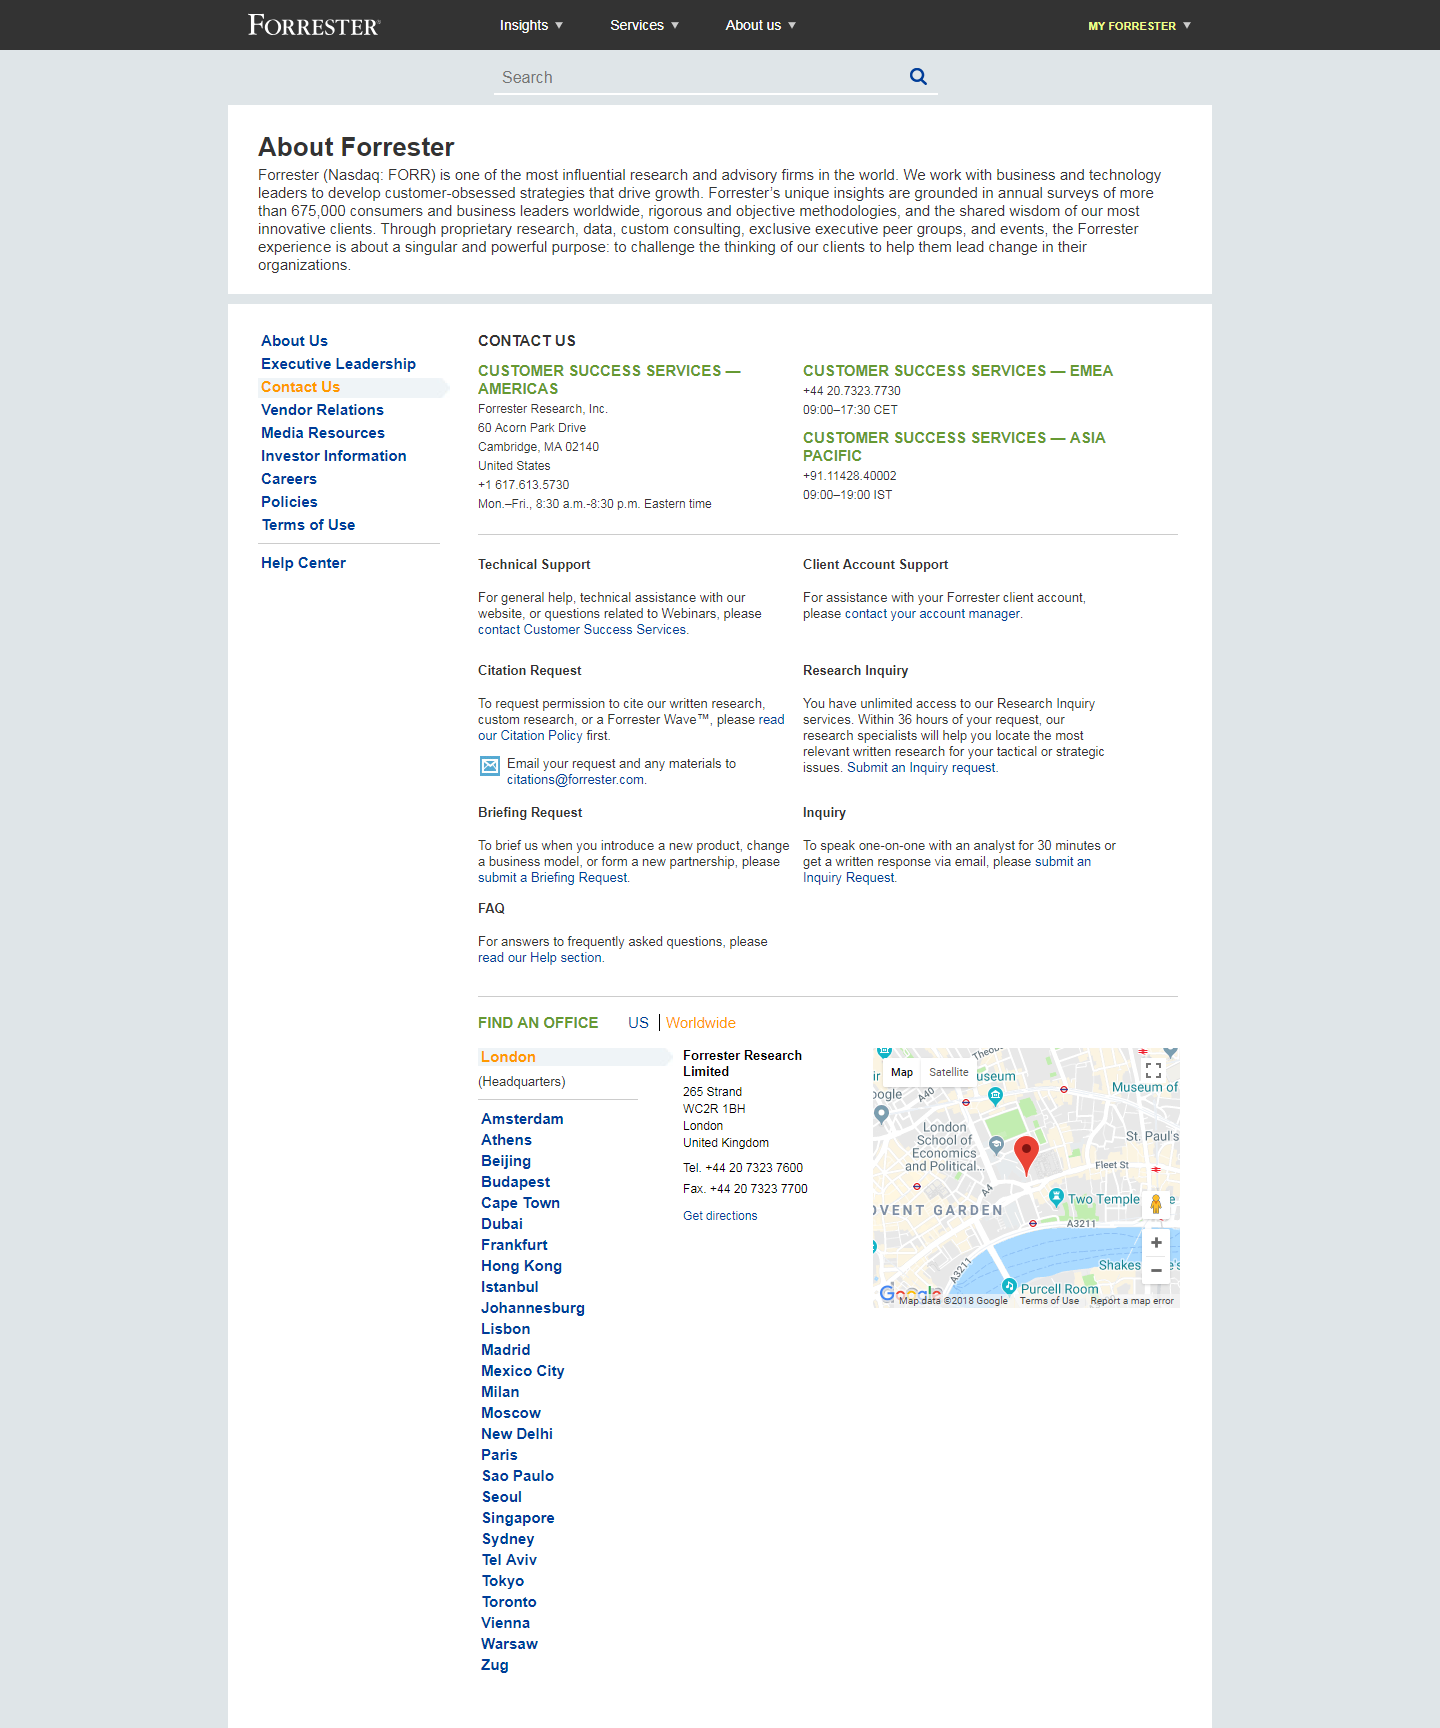 FORRESTER®
Insights ▼ Services ▼ About us ▼ MY FORRESTER ▼
Search
About Forrester
Forrester (Nasdaq: FORR) is one of the most influential research and advisory firms in the world. We work with business and technology
leaders to develop customer-obsessed strategies that drive growth. Forrester’s unique insights are grounded in annual surveys of more
than 675,000 consumers and business leaders worldwide, rigorous and objective methodologies, and the shared wisdom of our most
innovative clients. Through proprietary research, data, custom consulting, exclusive executive peer groups, and events, the Forrester
experience is about a singular and powerful purpose: to challenge the thinking of our clients to help them lead change in their
organizations.
About Us
Executive Leadership
Contact Us
Vendor Relations
Media Resources
Investor Information
Careers
Policies
Terms of Use
Help Center
CONTACT US
CUSTOMER SUCCESS SERVICES —
AMERICAS
Forrester Research, Inc.
60 Acorn Park Drive
Cambridge, MA 02140
United States
+1 617.613.5730
Mon.–Fri., 8:30 a.m.-8:30 p.m. Eastern time
CUSTOMER SUCCESS SERVICES — EMEA
+44 20.7323.7730
09:00–17:30 CET
CUSTOMER SUCCESS SERVICES — ASIA
PACIFIC
+91.11428.40002
09:00–19:00 IST
Technical Support
For general help, technical assistance with our
website, or questions related to Webinars, please
contact Customer Success Services.
Client Account Support
For assistance with your Forrester client account,
please contact your account manager.
Citation Request
To request permission to cite our written research,
custom research, or a Forrester Wave™, please read
our Citation Policy first.
Email your request and any materials to
citations@forrester.com.
Research Inquiry
You have unlimited access to our Research Inquiry
services. Within 36 hours of your request, our
research specialists will help you locate the most
relevant written research for your tactical or strategic
issues. Submit an Inquiry request.
Briefing Request
To brief us when you introduce a new product, change
a business model, or form a new partnership, please
submit a Briefing Request.
Inquiry
To speak one-on-one with an analyst for 30 minutes or
get a written response via email, please submit an
Inquiry Request.
FAQ
For answers to frequently asked questions, please
read our Help section.
FIND AN OFFICE US | Worldwide
London
(Headquarters)
Amsterdam
Athens
Beijing
Budapest
Cape Town
Dubai
Frankfurt
Hong Kong
Istanbul
Johannesburg
Lisbon
Madrid
Mexico City
Milan
Moscow
New Delhi
Paris
Sao Paulo
Seoul
Singapore
Sydney
Tel Aviv
Tokyo
Toronto
Vienna
Warsaw
Zug
Forrester Research
Limited
265 Strand
WC2R 1BH
London
United Kingdom
Tel. +44 20 7323 7600
Fax. +44 20 7323 7700
Get directions
Map Satellite
A40
Museum of
London
School of
Economics
and Political...
St. Paul's
Fleet St
A4
Two Temple
OVENT GARDEN
A3211
A3211
Purcell Room
Google
Map data ©2018 Google Terms of Use Report a map error